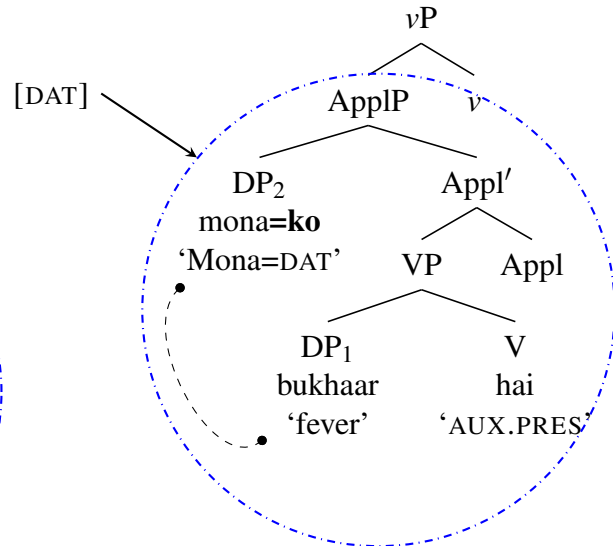 vP
[DAT] ApplP v
DP₂ Appl′
mona=ko
‘Mona=DAT’ VP Appl
DP₁ V
bukhaar hai
‘fever’ ‘AUX.PRES’